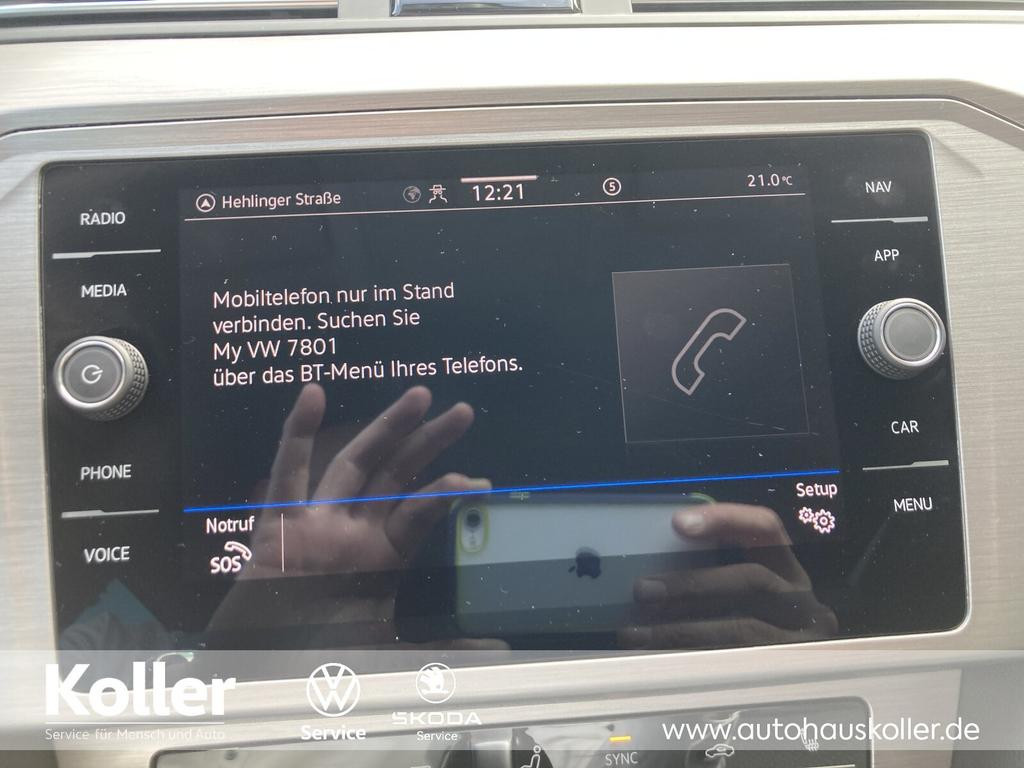 Hehlinger Straße
12:21
5
21.0°C
RADIO
MEDIA
PHONE
VOICE
NAV
APP
CAR
MENU
Mobiltelefon nur im Stand
verbinden. Suchen Sie
My VW 7801
über das BT-Menü Ihres Telefons.
Notruf
SOS
Setup
Koller
Service für Mensch und Auto
Service
SKODA
Service
www.autohauskoller.de
SYNC